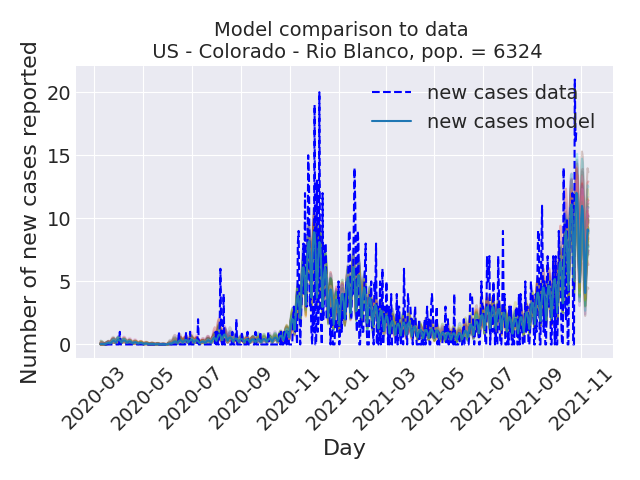 Model comparison to data
US - Colorado - Rio Blanco, pop. = 6324
Number of new cases reported
20
15
10
5
0
new cases data
new cases model
2020-03
2020-05
2020-07
2020-09
2020-11
2021-01
2021-03
2021-05
2021-07
2021-09
2021-11
Day